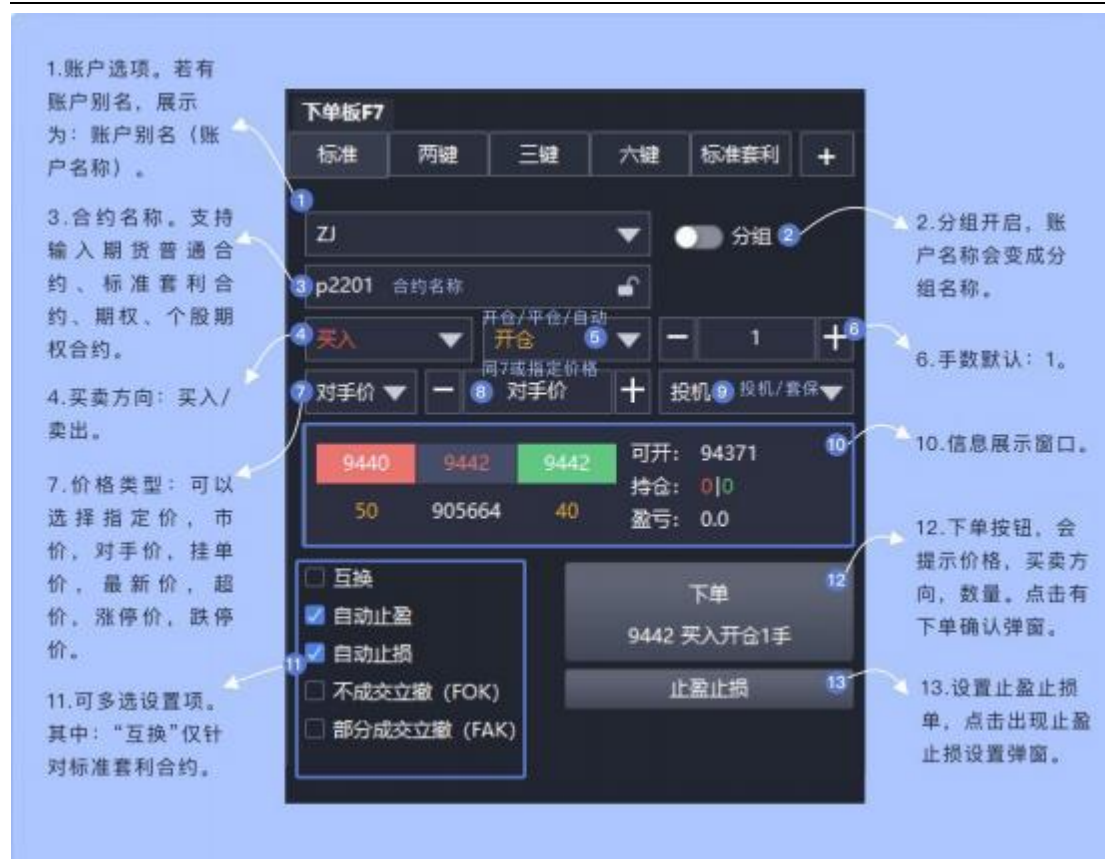 1.账户选项。若有
账户别名，展示
为：账户别名（账
户名称）。
3.合约名称。支持
输入期货普通合
约、标准套利合
约、期权、个股期
权合约。
4.买卖方向：买入/
卖出。
7.价格类型：可以
选择指定价，市
价，对手价，挂单
价，最新价，超
价，涨停价，跌停
价。
11.可多选设置项。
其中：“互换”仅针
对标准套利合约。
下单板F7
标准 两键 三键 六键 标准套利 +
1
ZJ 分组 2
3 p2201 合约名称
开仓/平仓/自动
4 买入 开仓 5 − 1 + 6
同7或指定价格
7 对手价 − 8 对手价 + 投机 9 投机/套保
9440 9442 9442 可开： 94371 10
持仓： 0|0
50 905664 40 盈亏： 0.0
互换
自动止盈
11 自动止损
不成交立撤（FOK）
部分成交立撤（FAK）
下单 12
9442 买入开仓1手
止盈止损 13
2.分组开启，账
户名称会变成分
组名称。
6.手数默认：1。
10.信息展示窗口。
12.下单按钮，会
提示价格，买卖方
向，数量。点击有
下单确认弹窗。
13.设置止盈止损
单，点击出现止盈
止损设置弹窗。